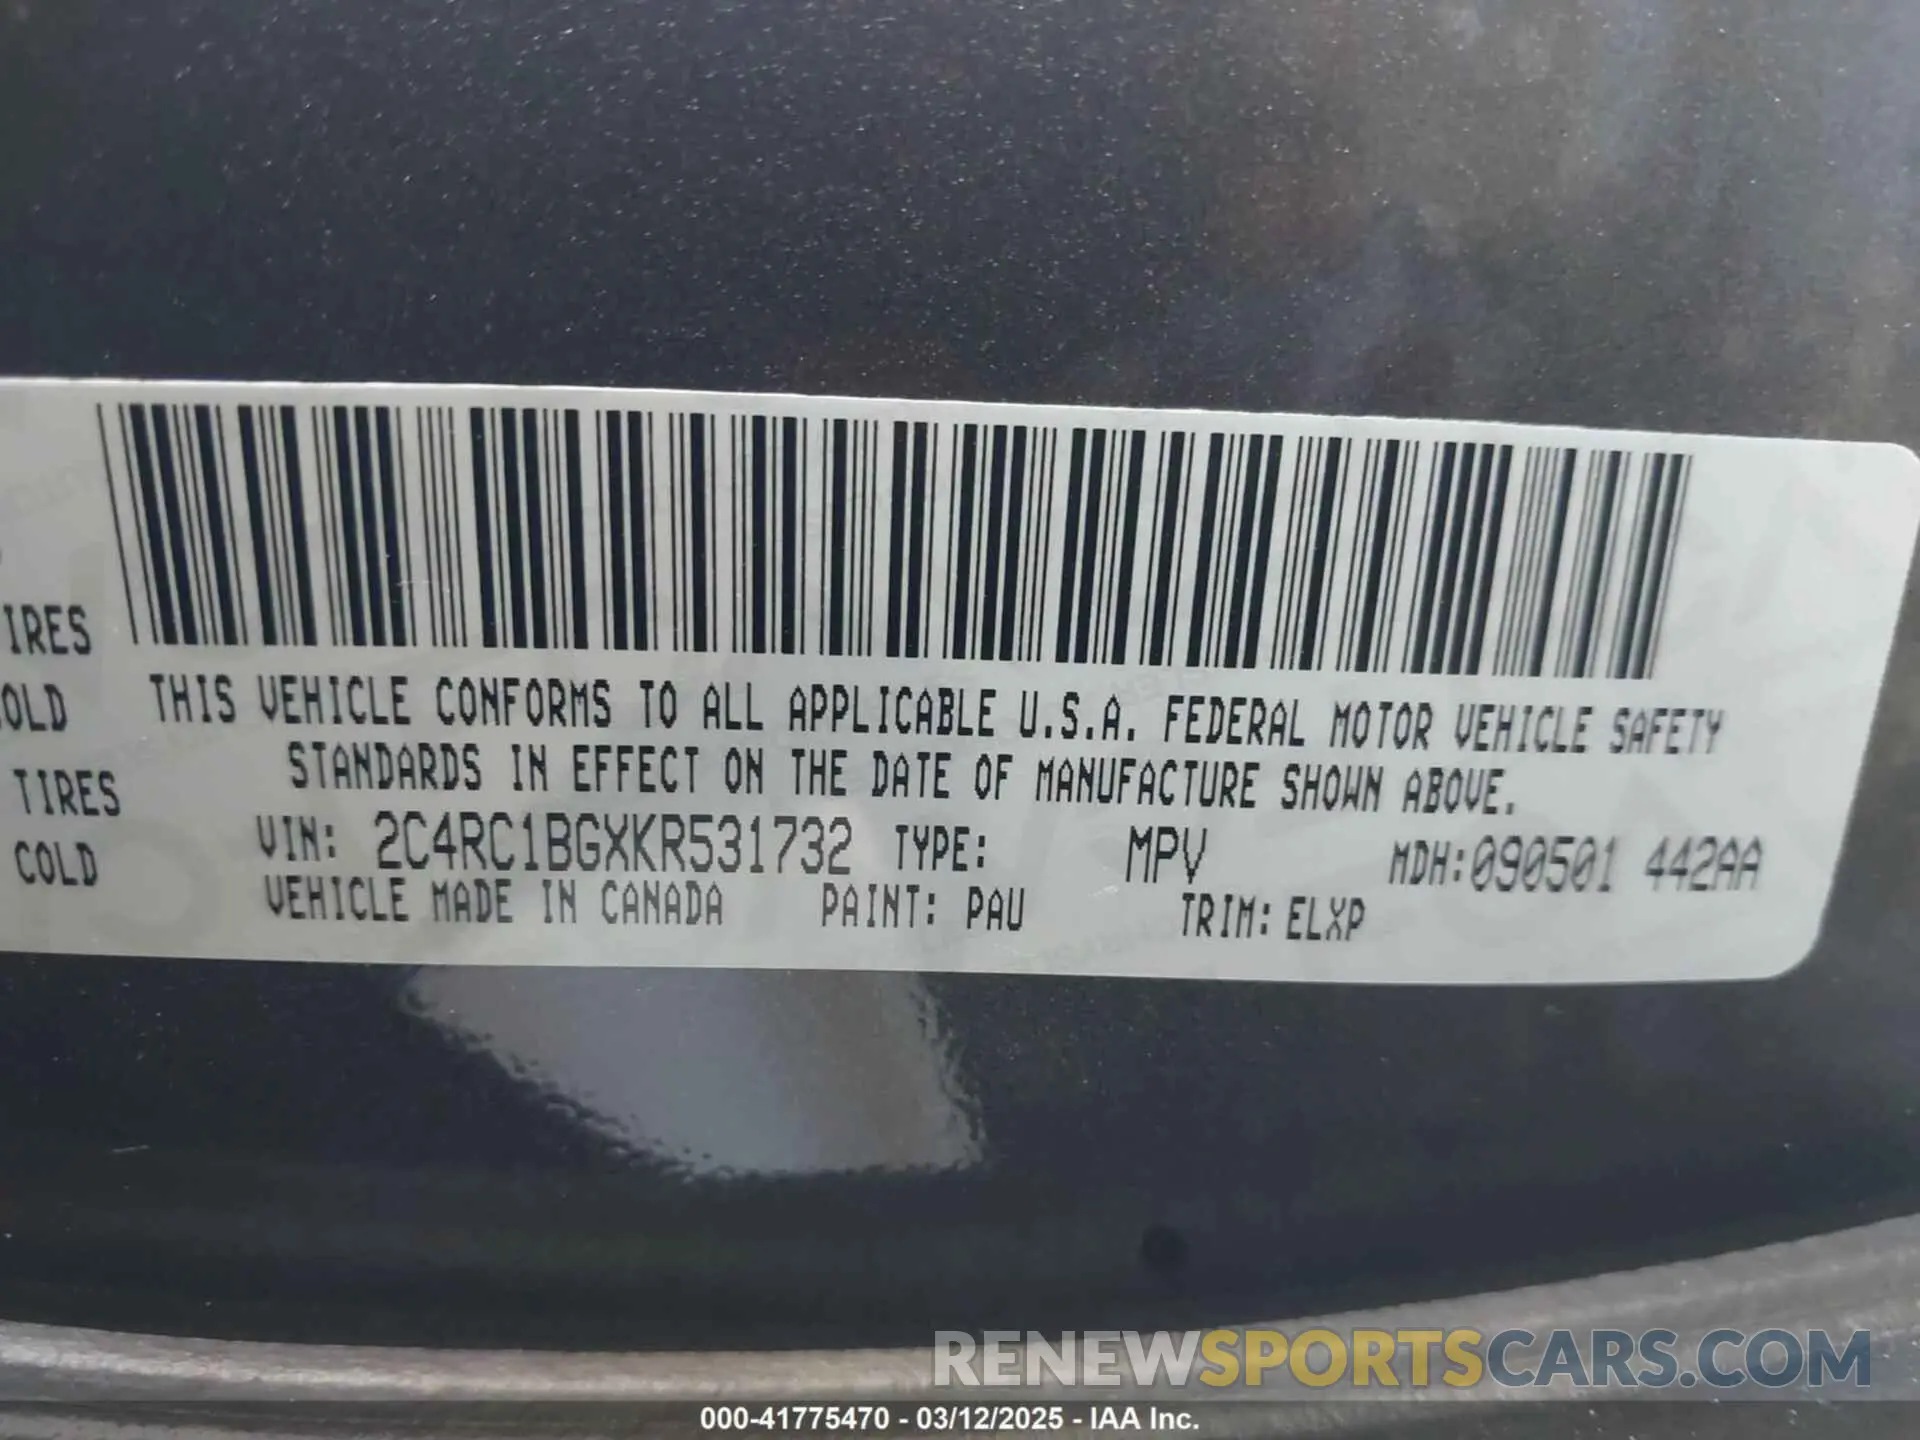 THIS VEHICLE CONFORMS TO ALL APPLICABLE U.S.A. FEDERAL MOTOR VEHICLE SAFETY
STANDARDS IN EFFECT ON THE DATE OF MANUFACTURE SHOWN ABOVE.
IRES
OLD
TIRES
COLD
VIN: 2C4RC1BGXKR531732 TYPE: MPV MDH:090501 442AA
VEHICLE MADE IN CANADA PAINT: PAU TRIM: ELXP
RENEWSPORTSCARS.COM
000-41775470 - 03/12/2025 - IAA Inc.